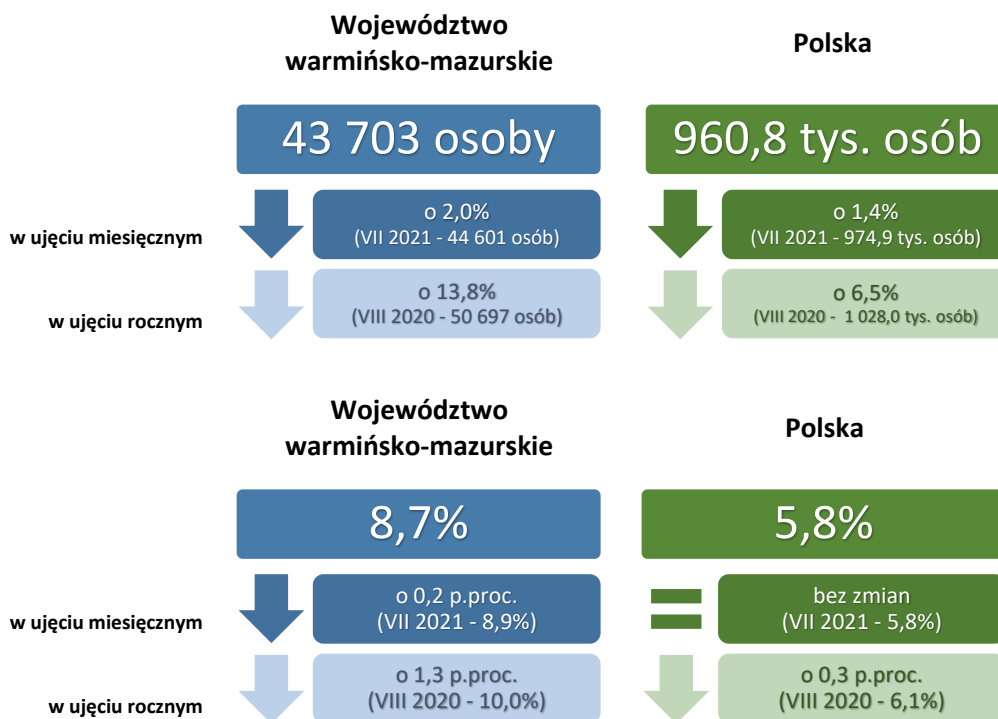 Województwo
warmińsko-mazurskie
Polska
43 703 osoby
960,8 tys. osób
w ujęciu miesięcznym
o 2,0%
(VII 2021 - 44 601 osób)
o 1,4%
(VII 2021 - 974,9 tys. osób)
w ujęciu rocznym
o 13,8%
(VIII 2020 - 50 697 osób)
o 6,5%
(VIII 2020 - 1 028,0 tys. osób)
Województwo
warmińsko-mazurskie
Polska
8,7%
5,8%
w ujęciu miesięcznym
o 0,2 p.proc.
(VII 2021 - 8,9%)
bez zmian
(VII 2021 - 5,8%)
w ujęciu rocznym
o 1,3 p.proc.
(VIII 2020 - 10,0%)
o 0,3 p.proc.
(VIII 2020 - 6,1%)